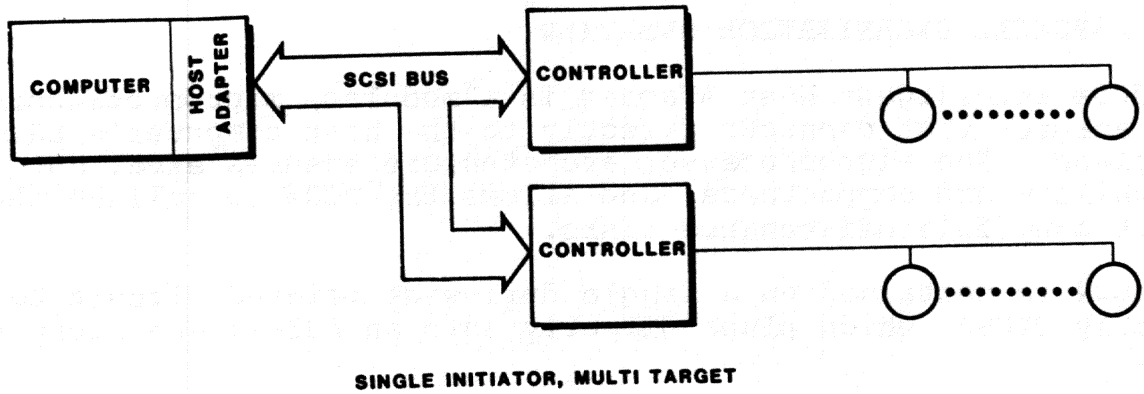 COMPUTER
HOST
ADAPTER
SCSI BUS
CONTROLLER
CONTROLLER
SINGLE INITIATOR, MULTI TARGET